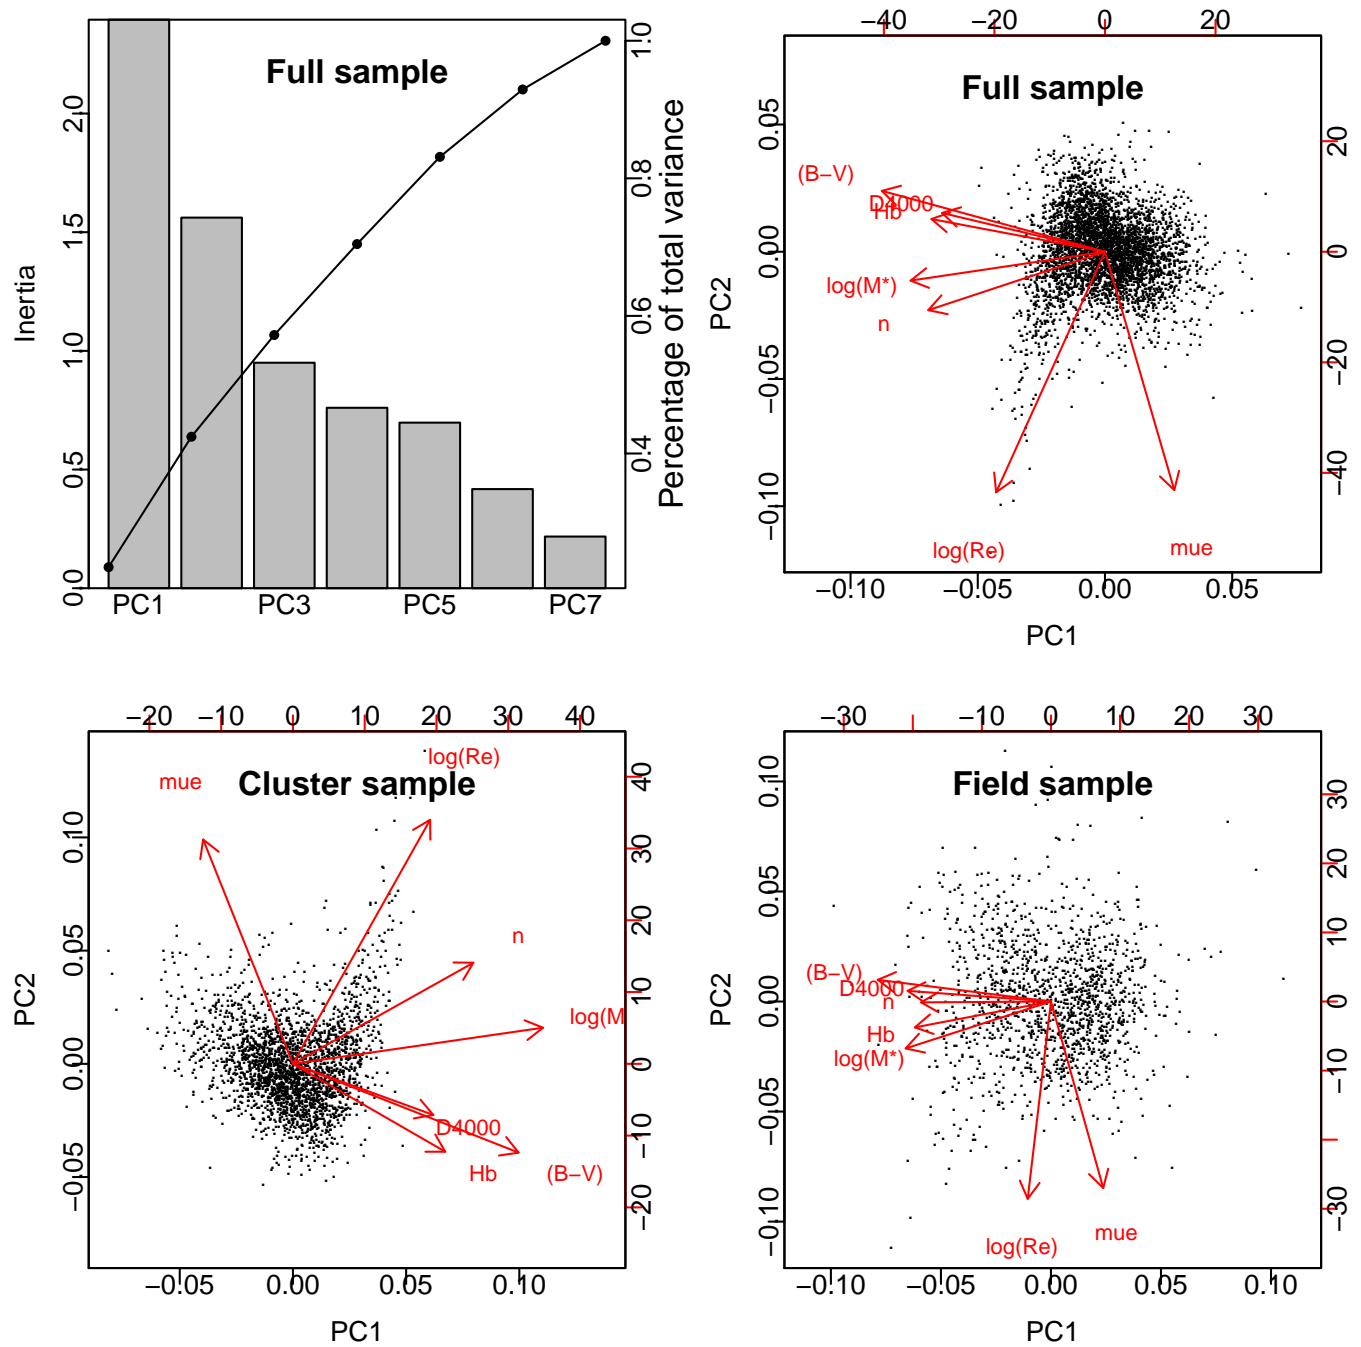 Full sample
Inertia
0.0 0.5 1.0 1.5 2.0
0.4 0.6 0.8 1.0
Percentage of total variance
PC1 PC3 PC5 PC7
−40 −20 0 20
Full sample
PC2
−0.10 −0.05 0.00 0.05
−40 −20 0 20
(B−V)
D4000
Hb
log(M*)
n
log(Re)
mue
−0.10 −0.05 0.00 0.05
PC1
−20 −10 0 10 20 30 40
Cluster sample
PC2
−0.05 0.00 0.05 0.10
−20 −10 0 10 20 30 40
log(Re)
mue
n
log(M
D4000
Hb
(B−V)
−0.05 0.00 0.05 0.10
PC1
−30 −10 0 10 20 30
Field sample
PC2
−0.10 −0.05 0.00 0.05 0.10
−30 −10 0 10 20 30
(B−V)
D4000
n
Hb
log(M*)
mue
log(Re)
−0.10 −0.05 0.00 0.05 0.10
PC1